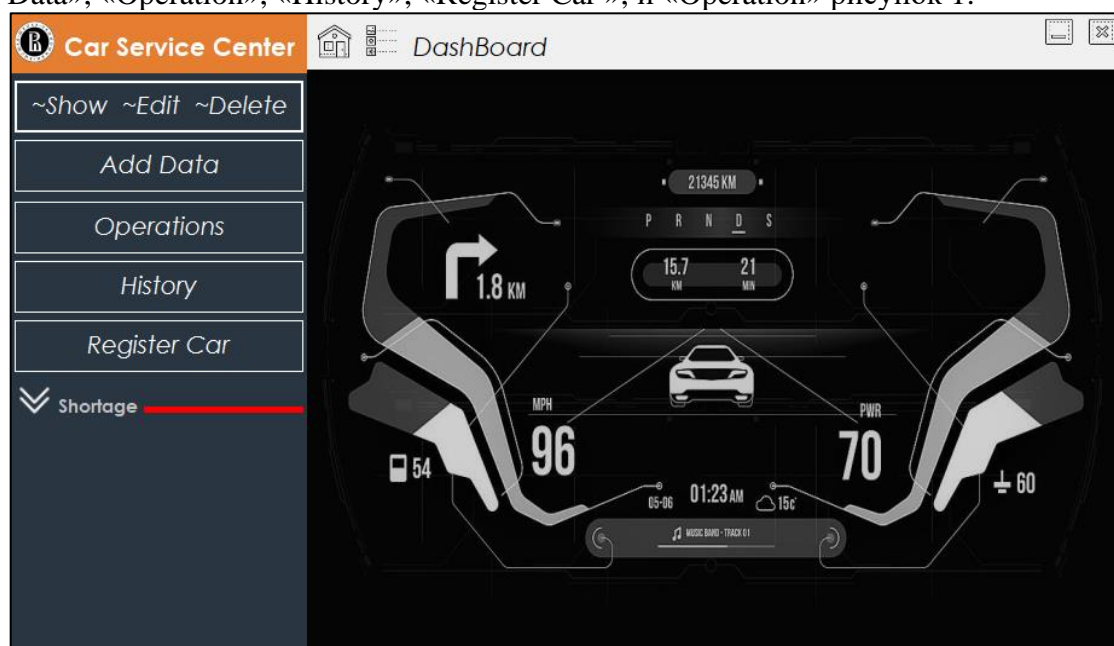 Data», «Operation», «History», «Register Car », и «Operation» рисунок 1.
Car Service Center
DashBoard
~Show ~Edit ~Delete
Add Data
Operations
History
Register Car
Shortage
21345 KM
P R N D S
15.7 KM
21 MIN
1.8 KM
MPH
96
PWR
70
54
60
05-06
01:23 AM
15c°
MUSIC BAND - TRACK 01